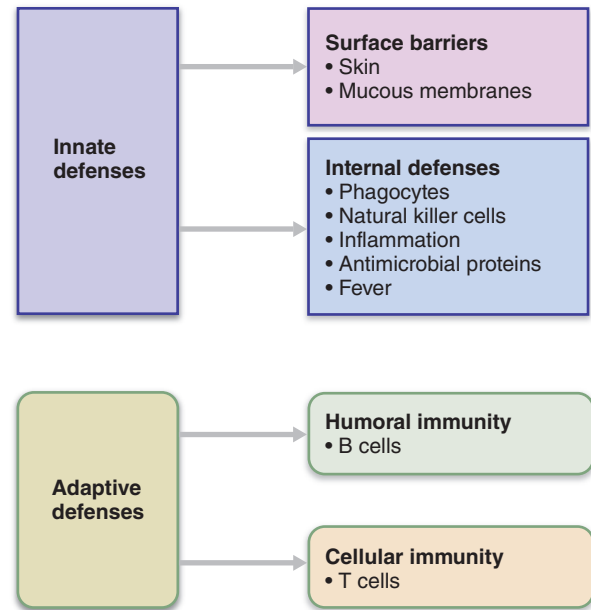 Innate
defenses
Surface barriers
• Skin
• Mucous membranes
Internal defenses
• Phagocytes
• Natural killer cells
• Inflammation
• Antimicrobial proteins
• Fever
Adaptive
defenses
Humoral immunity
• B cells
Cellular immunity
• T cells